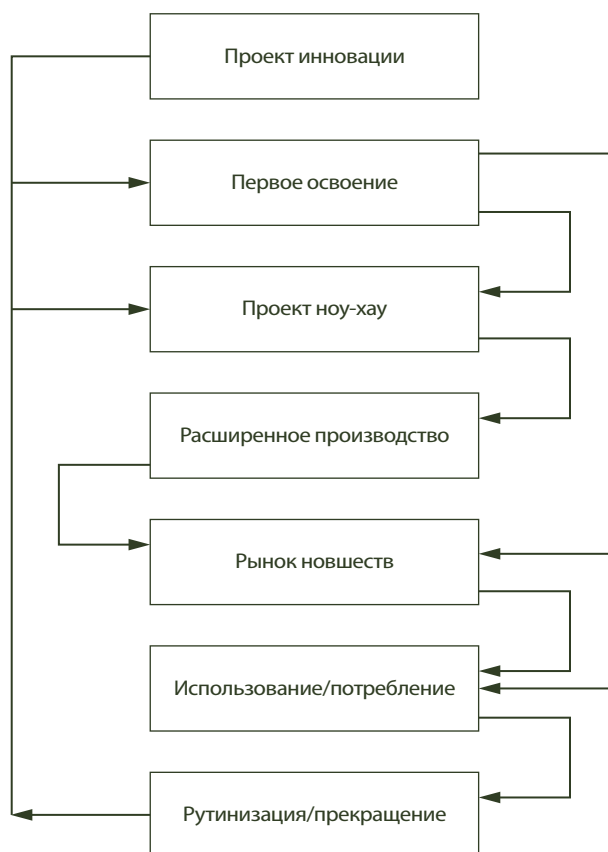 Проект инновации
Первое освоение
Проект ноу-хау
Расширенное производство
Рынок новшеств
Использование/потребление
Рутинизация/прекращение